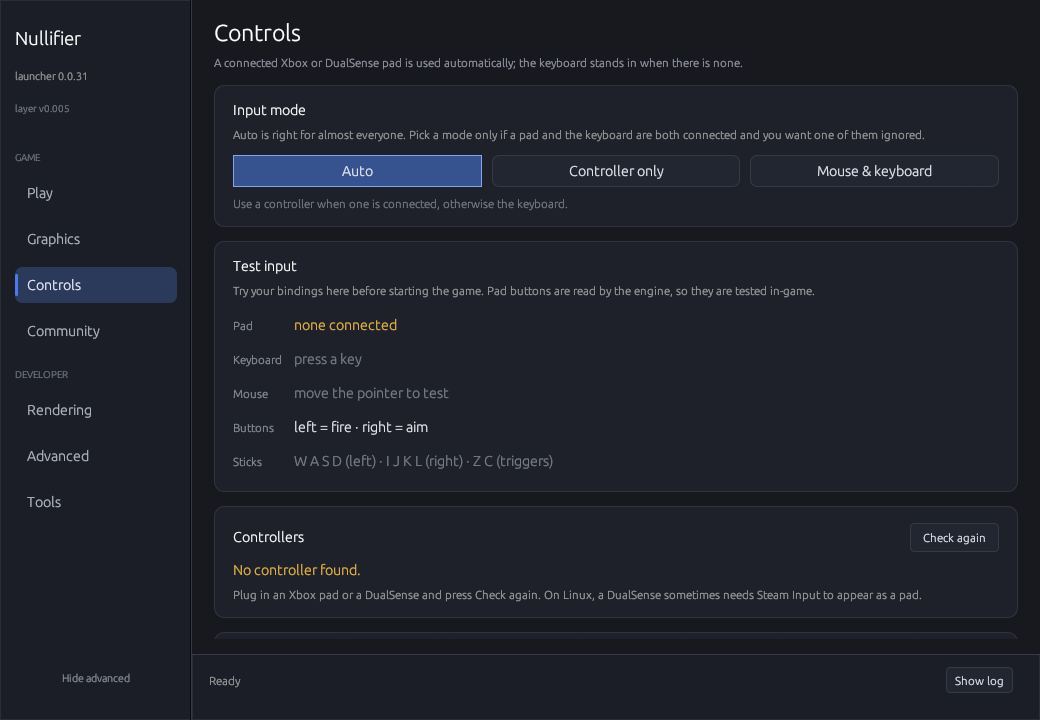 Nullifier
launcher 0.0.31
layer v0.005
GAME
Play
Graphics
Controls
Community
DEVELOPER
Rendering
Advanced
Tools
Hide advanced
Controls
A connected Xbox or DualSense pad is used automatically; the keyboard stands in when there is none.
Input mode
Auto is right for almost everyone. Pick a mode only if a pad and the keyboard are both connected and you want one of them ignored.
Auto
Controller only
Mouse & keyboard
Use a controller when one is connected, otherwise the keyboard.
Test input
Try your bindings here before starting the game. Pad buttons are read by the engine, so they are tested in-game.
Pad none connected
Keyboard press a key
Mouse move the pointer to test
Buttons left = fire · right = aim
Sticks W A S D (left) · I J K L (right) · Z C (triggers)
Controllers
Check again
No controller found.
Plug in an Xbox pad or a DualSense and press Check again. On Linux, a DualSense sometimes needs Steam Input to appear as a pad.
Ready
Show log